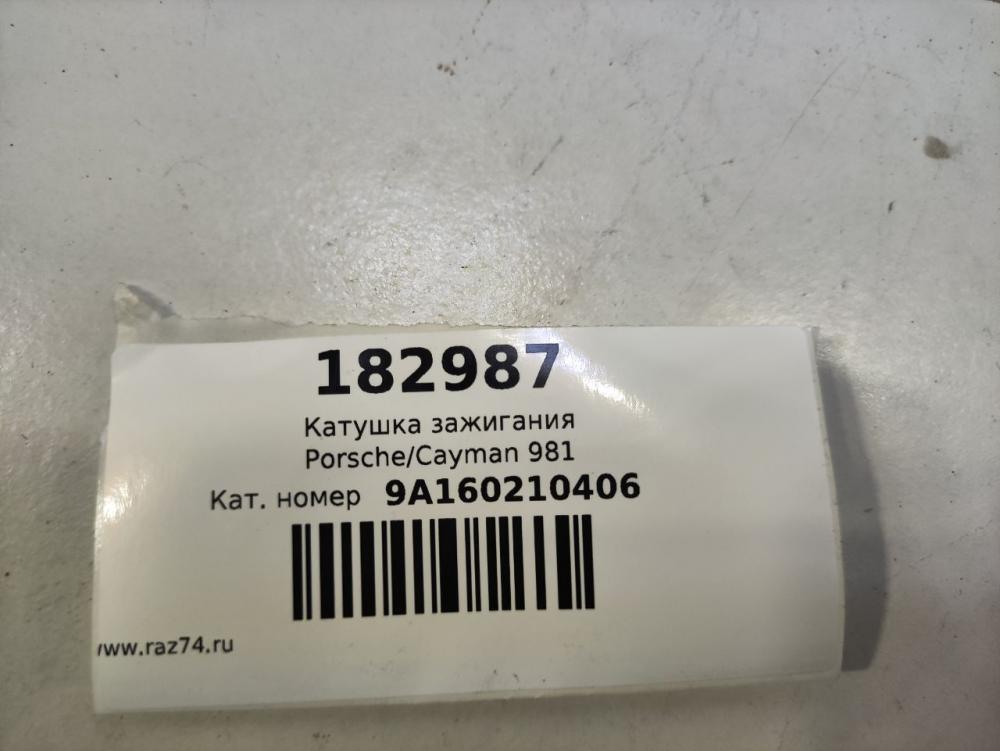 182987
Катушка зажигания
Porsche/Cayman 981
Кат. номер 9A160210406
www.raz74.ru